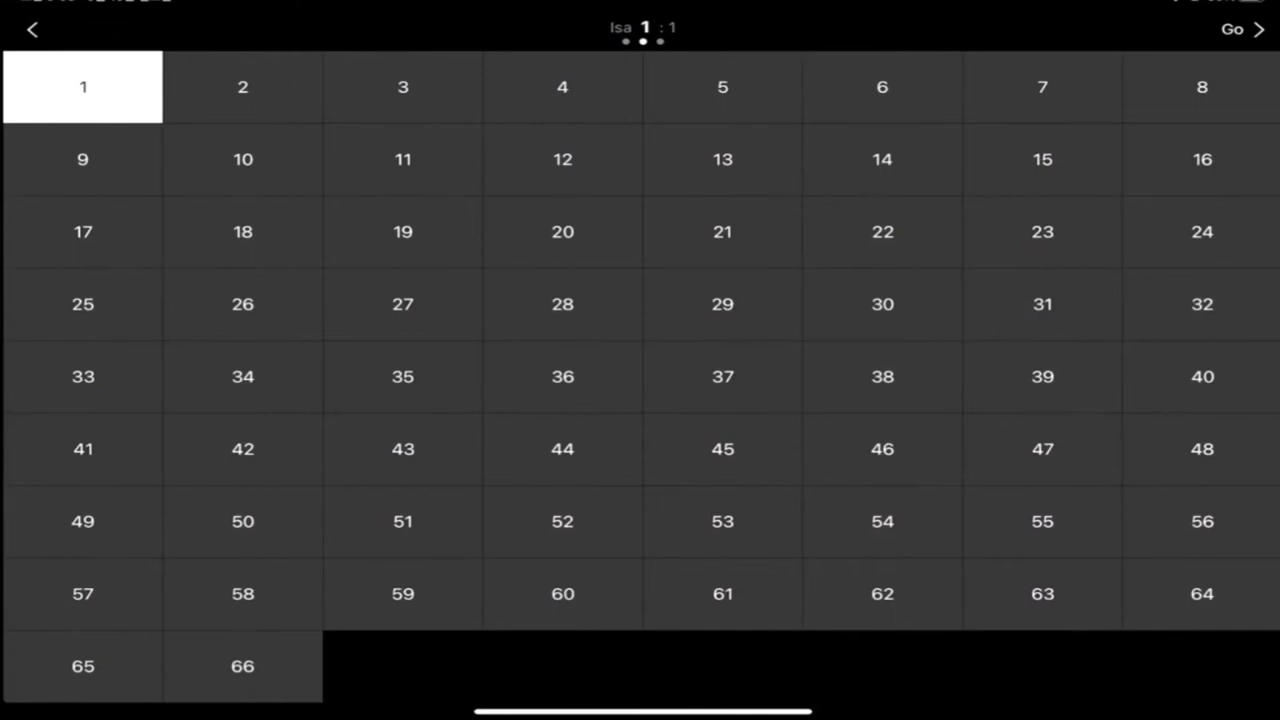 Isa 1 : 1
Go
1 2 3 4 5 6 7 8
9 10 11 12 13 14 15 16
17 18 19 20 21 22 23 24
25 26 27 28 29 30 31 32
33 34 35 36 37 38 39 40
41 42 43 44 45 46 47 48
49 50 51 52 53 54 55 56
57 58 59 60 61 62 63 64
65 66